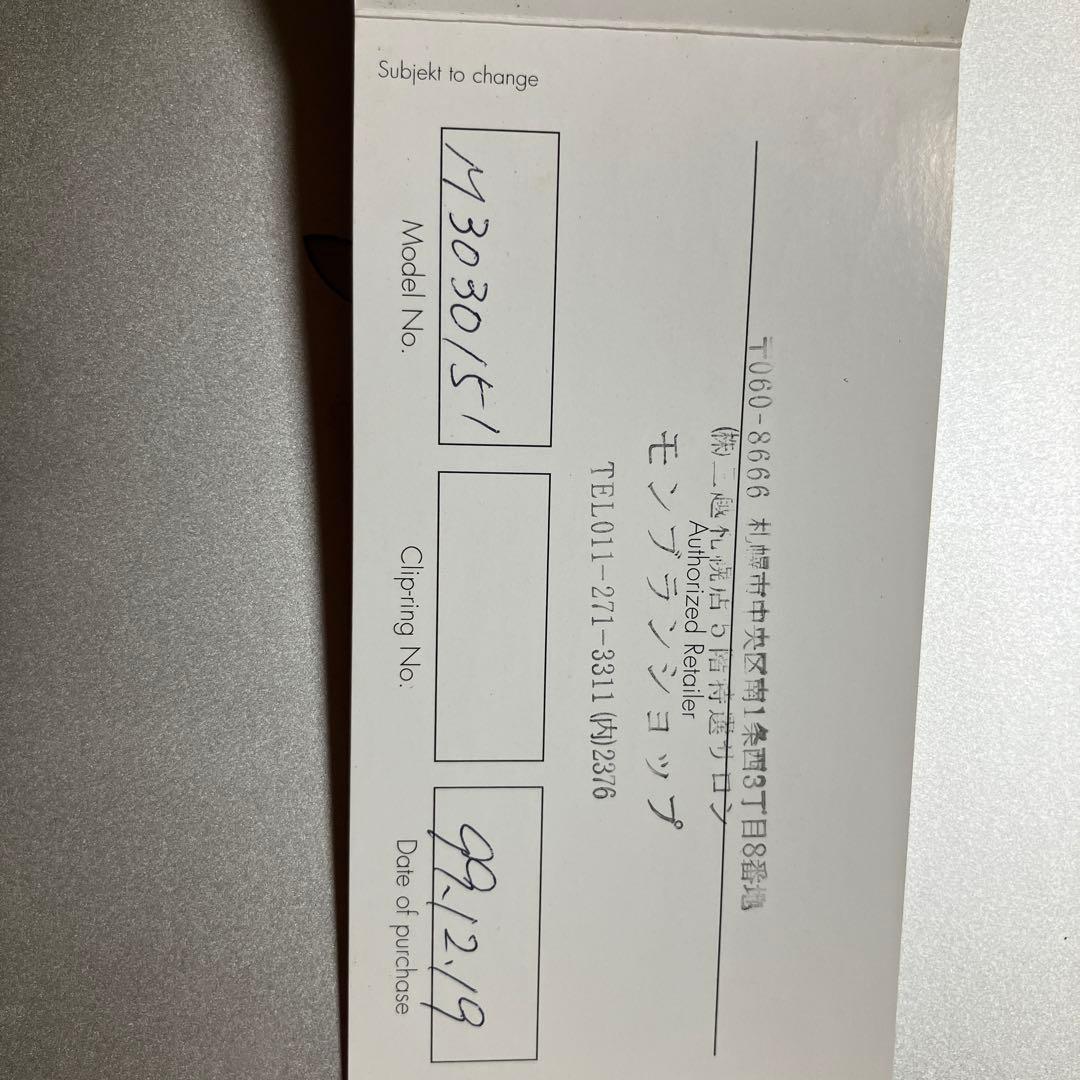 〒060-8666 札幌市中央区南1条西3丁目8番地
㈱三越札幌店5階特選サロン
Authorized Retailer
モンブランショップ
TEL011-271-3311(内)2376
M3030151
99.12.19
Model No.
Clip-ring No.
Date of purchase
Subjekt to change